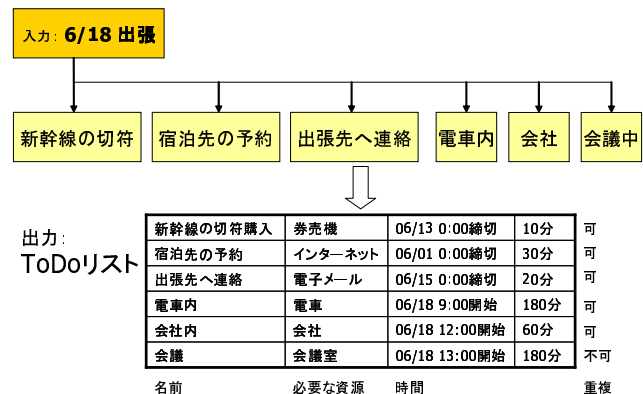 入力: 6/18 出張
新幹線の切符 宿泊先の予約 出張先へ連絡 電車内 会社 会議中
出力:
ToDoリスト
新幹線の切符購入 券売機 06/13 0:00締切 10分 可
宿泊先の予約 インターネット 06/01 0:00締切 30分 可
出張先へ連絡 電子メール 06/15 0:00締切 20分 可
電車内 電車 06/18 9:00開始 180分 可
会社内 会社 06/18 12:00開始 60分 可
会議 会議室 06/18 13:00開始 180分 不可
名前 必要な資源 時間 重複